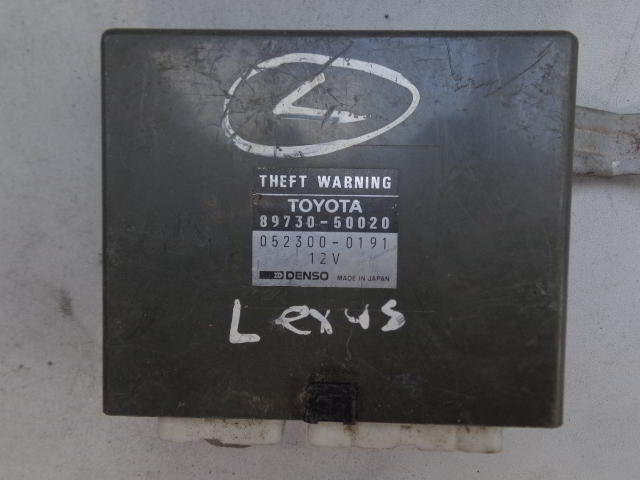 L
THEFT WARNING
TOYOTA
89730-50020
052300-0191
12V
DENSO MADE IN JAPAN
Lexus